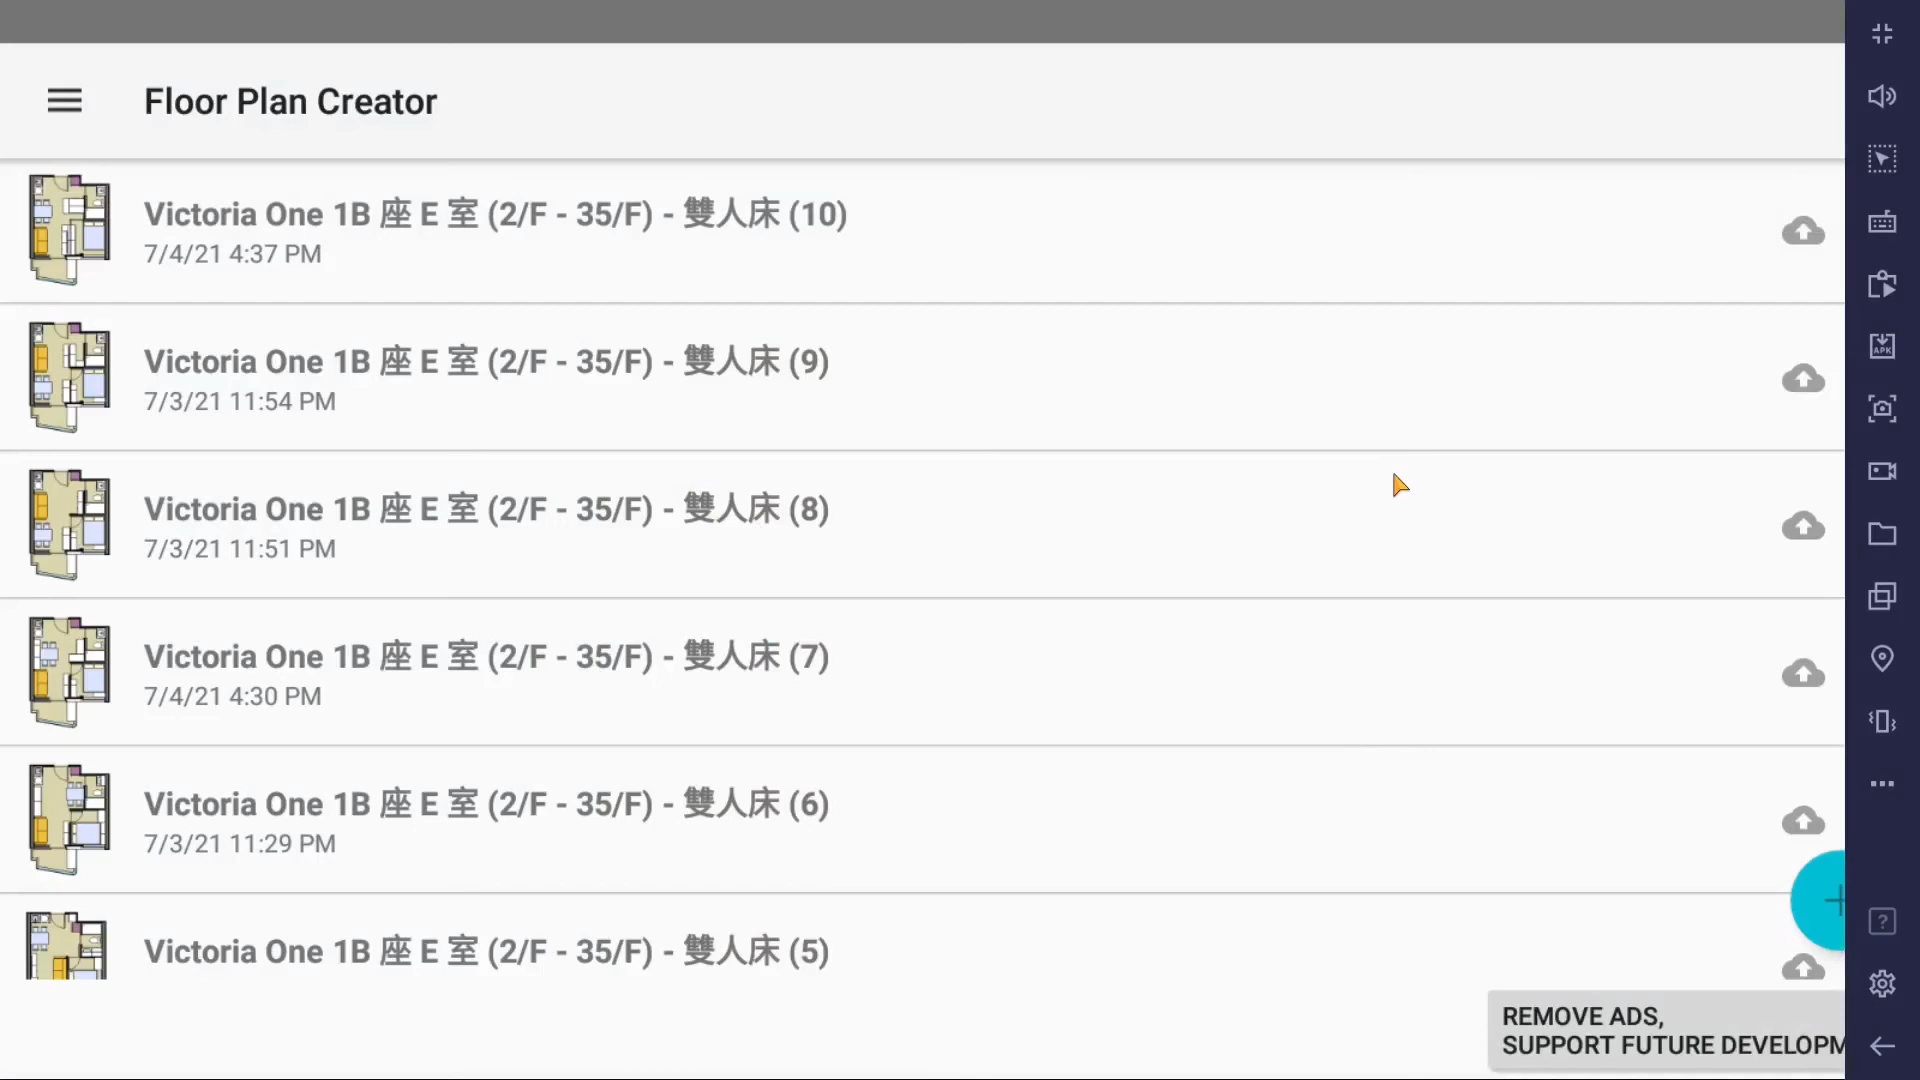 Floor Plan Creator
Victoria One 1B 座 E 室 (2/F - 35/F) - 雙人床 (10)
7/4/21 4:37 PM
Victoria One 1B 座 E 室 (2/F - 35/F) - 雙人床 (9)
7/3/21 11:54 PM
Victoria One 1B 座 E 室 (2/F - 35/F) - 雙人床 (8)
7/3/21 11:51 PM
Victoria One 1B 座 E 室 (2/F - 35/F) - 雙人床 (7)
7/4/21 4:30 PM
Victoria One 1B 座 E 室 (2/F - 35/F) - 雙人床 (6)
7/3/21 11:29 PM
Victoria One 1B 座 E 室 (2/F - 35/F) - 雙人床 (5)
REMOVE ADS,
SUPPORT FUTURE DEVELOPM
APK